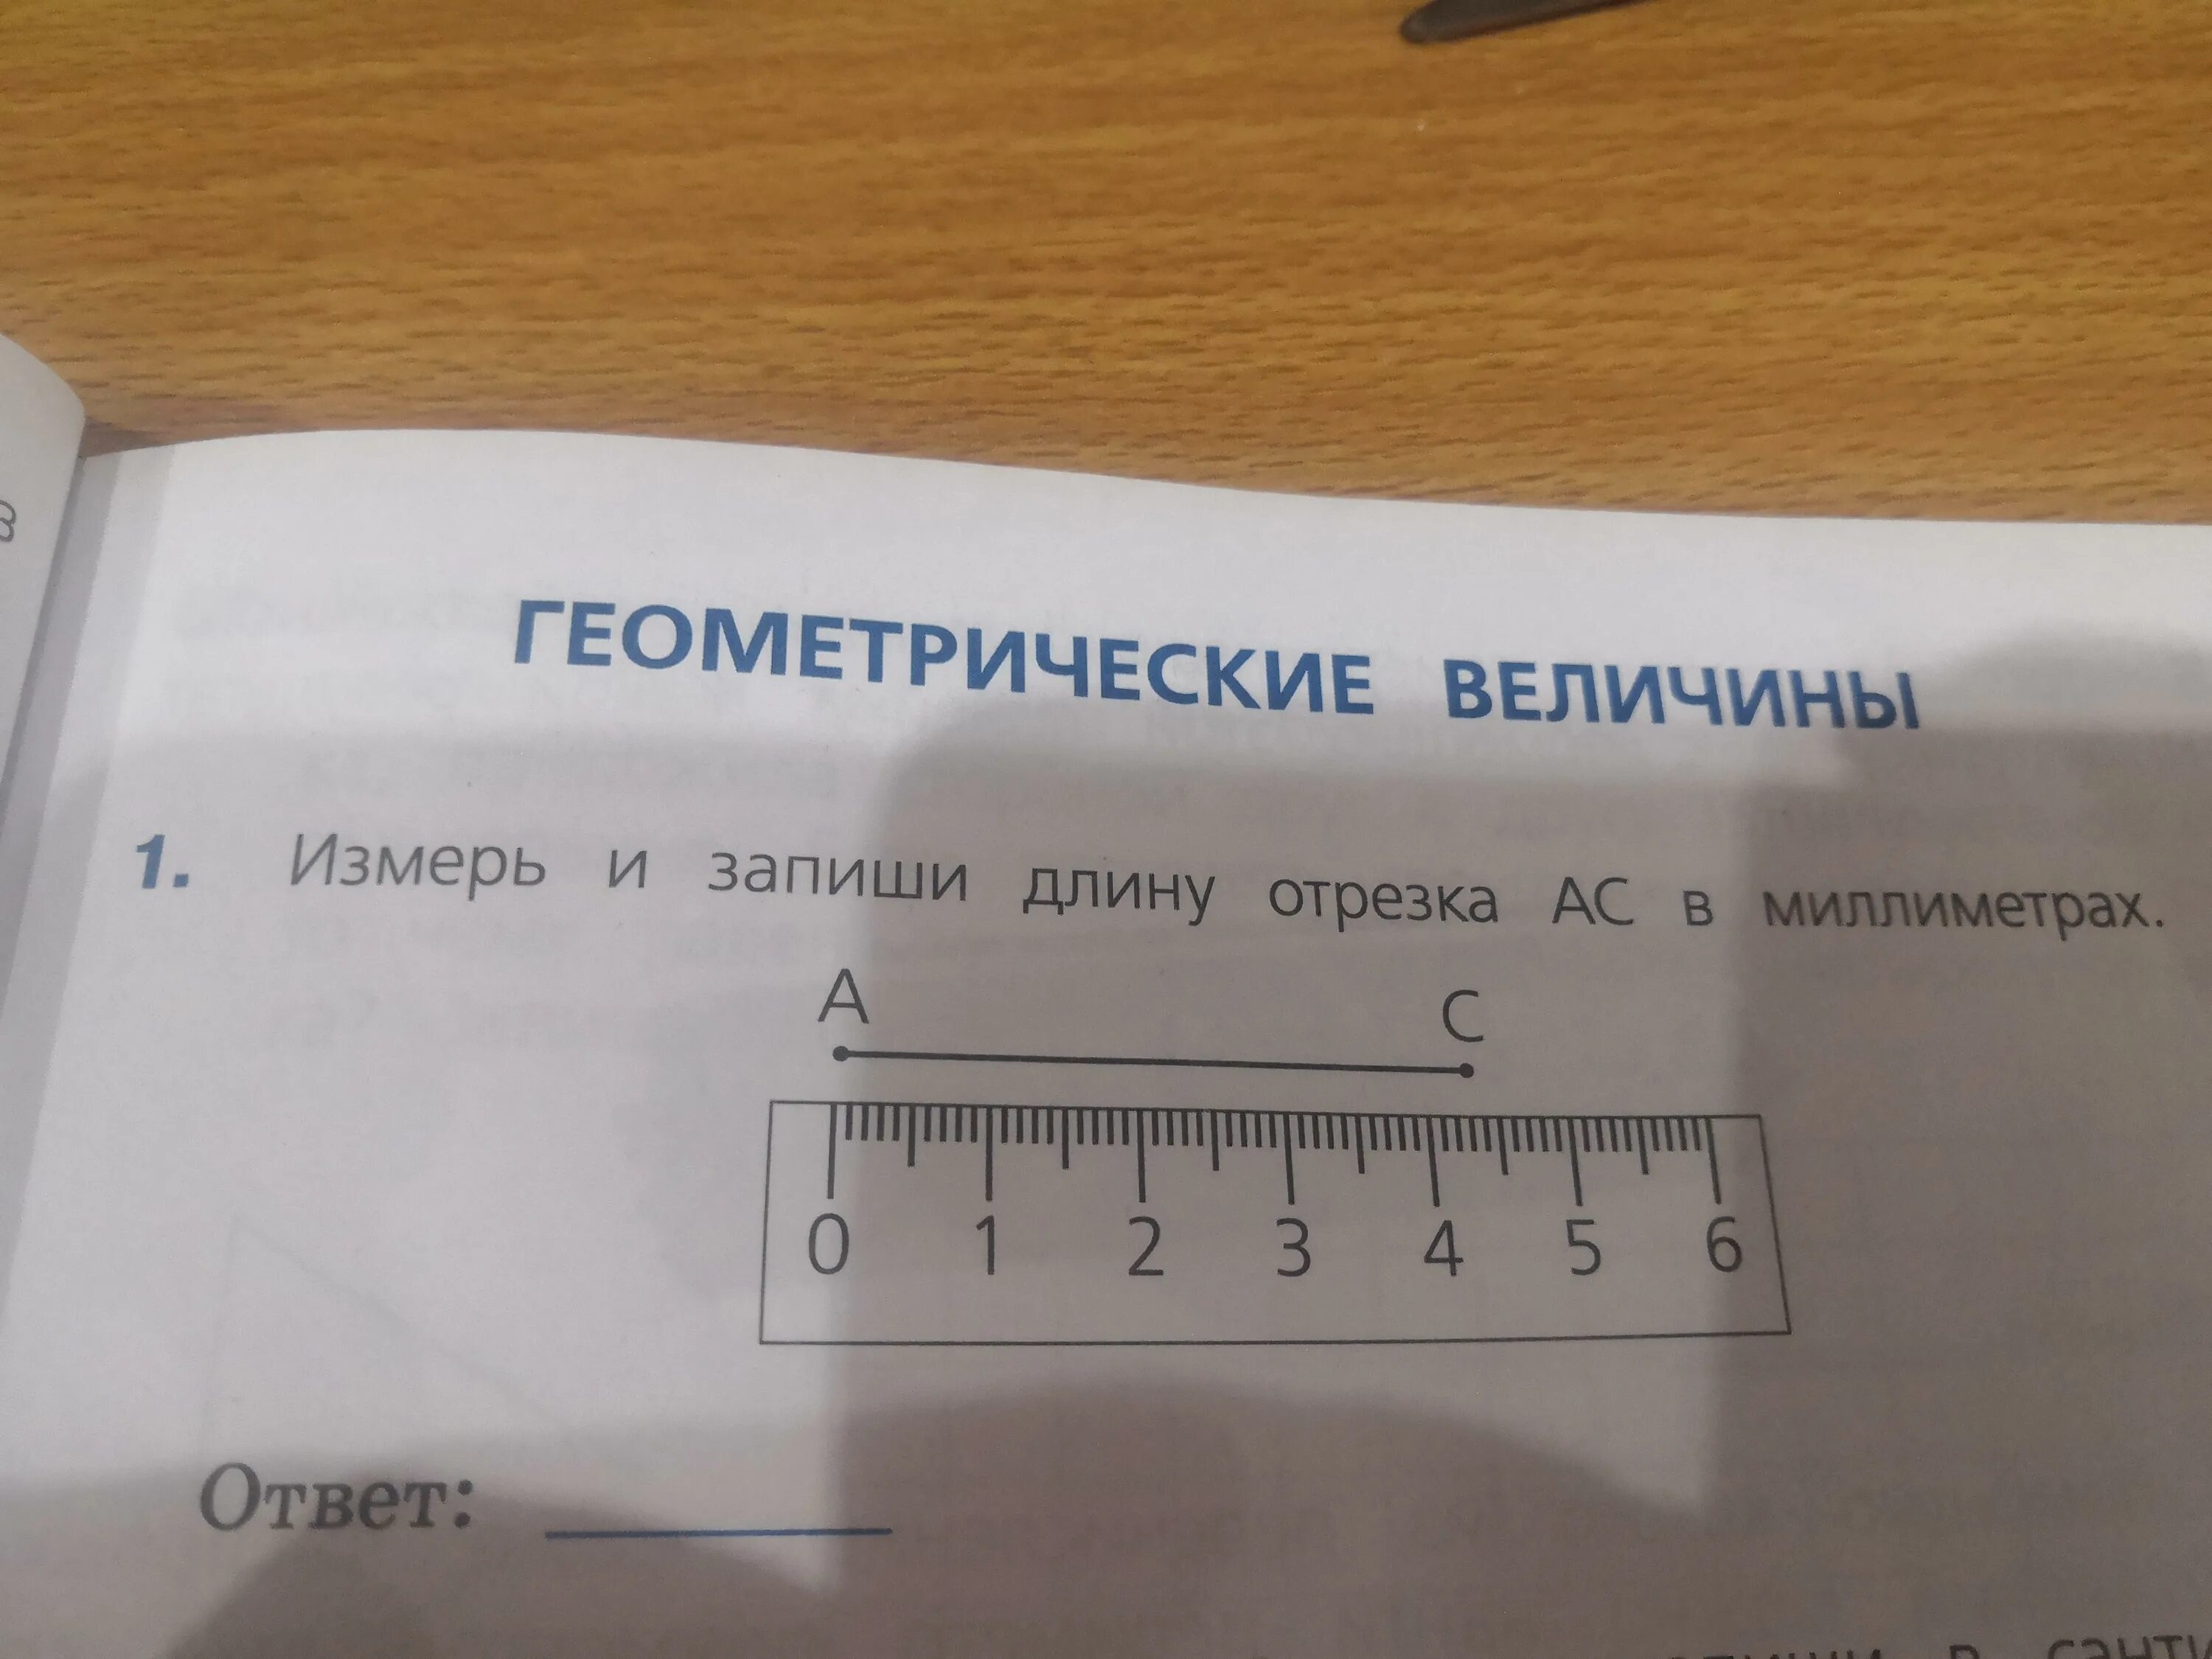 ГЕОМЕТРИЧЕСКИЕ ВЕЛИЧИНЫ
1. Измерь и запиши длину отрезка АС в миллиметрах.
А С
0 1 2 3 4 5 6
Ответ:
в